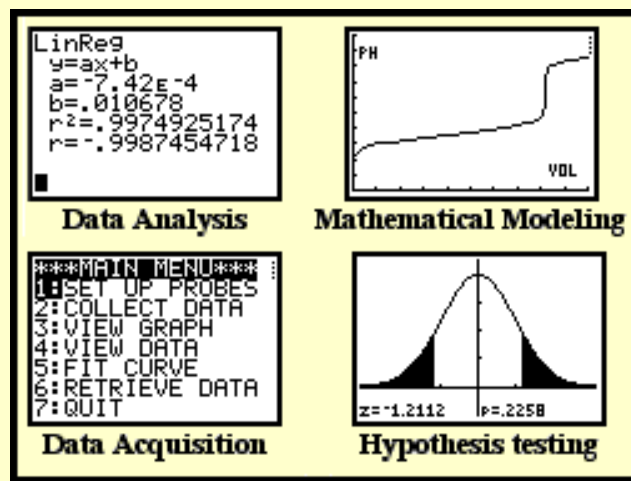 LinReg
y=ax+b
a=-7.42E-4
b=.010678
r²=.9974925174
r=-.9987454718
Data Analysis
PH
VOL
Mathematical Modeling
***MAIN MENU***
1:SET UP PROBES
2:COLLECT DATA
3:VIEW GRAPH
4:VIEW DATA
5:FIT CURVE
6:RETRIEVE DATA
7:QUIT
Data Acquisition
z=-1.2112 p=.2258
Hypothesis testing